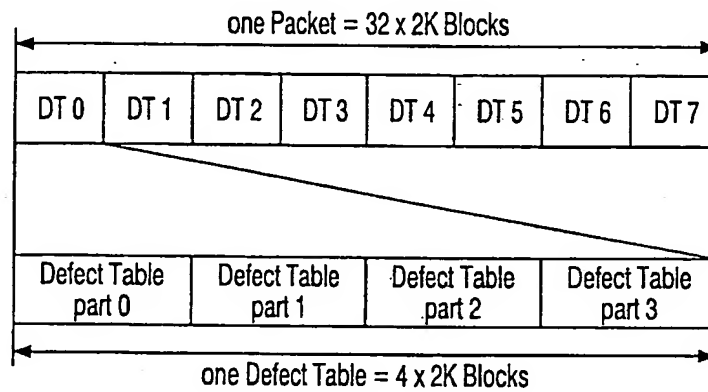 one Packet = 32 x 2K Blocks
DT 0 DT 1 DT 2 DT 3 DT 4 DT 5 DT 6 DT 7
Defect Table Defect Table Defect Table Defect Table
part 0 part 1 part 2 part 3
one Defect Table = 4 x 2K Blocks